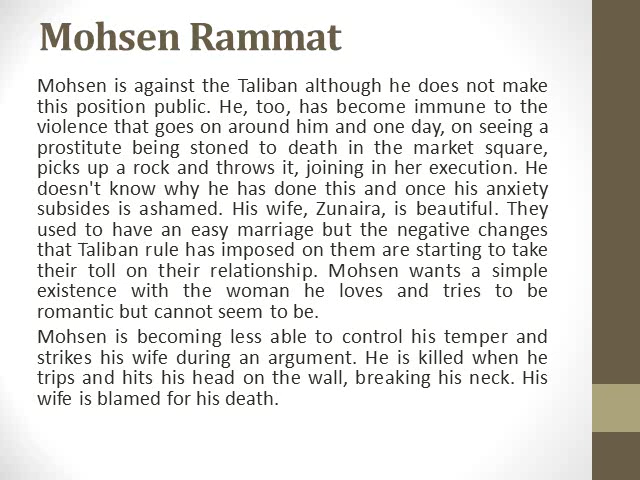 Mohsen Rammat
Mohsen is against the Taliban although he does not make
this position public. He, too, has become immune to the
violence that goes on around him and one day, on seeing a
prostitute being stoned to death in the market square,
picks up a rock and throws it, joining in her execution. He
doesn't know why he has done this and once his anxiety
subsides is ashamed. His wife, Zunaira, is beautiful. They
used to have an easy marriage but the negative changes
that Taliban rule has imposed on them are starting to take
their toll on their relationship. Mohsen wants a simple
existence with the woman he loves and tries to be
romantic but cannot seem to be.
Mohsen is becoming less able to control his temper and
strikes his wife during an argument. He is killed when he
trips and hits his head on the wall, breaking his neck. His
wife is blamed for his death.